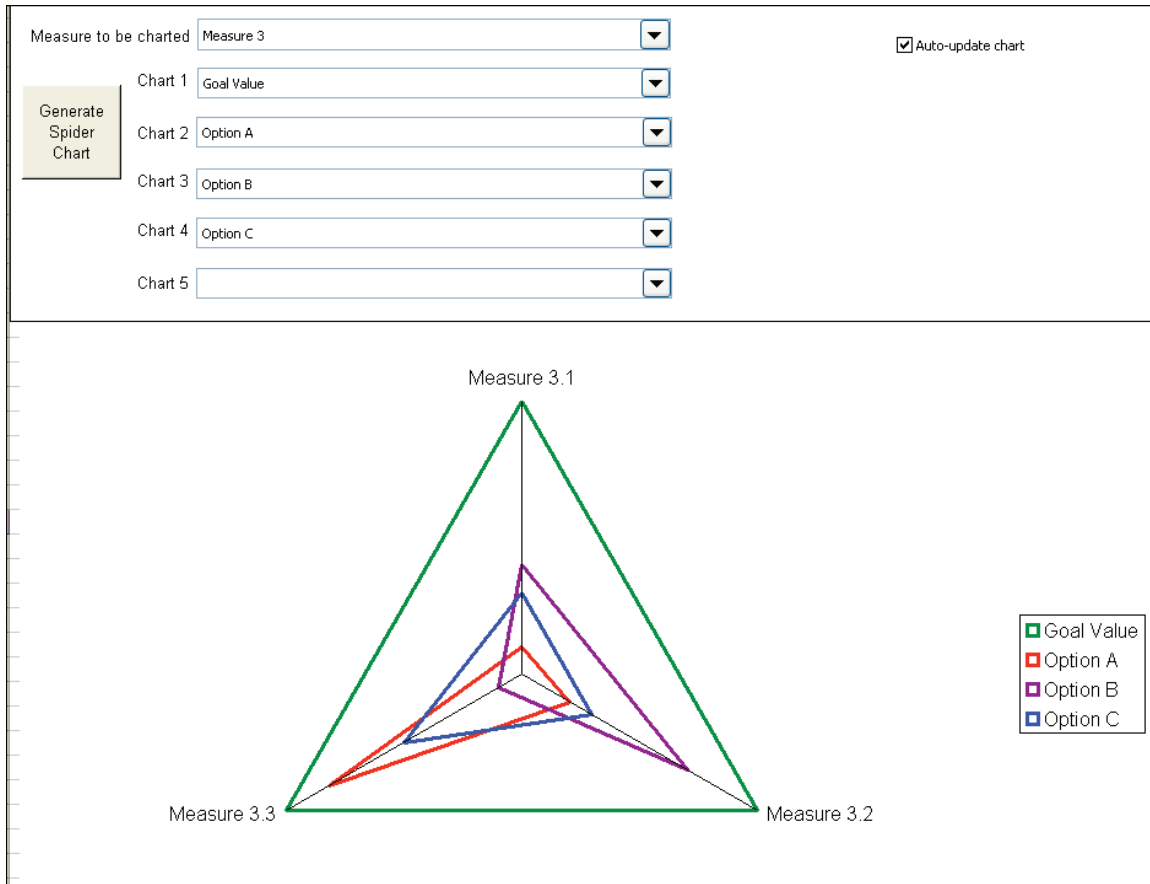 Measure to be charted Measure 3
Auto-update chart
Chart 1 Goal Value
Generate
Spider
Chart
Chart 2 Option A
Chart 3 Option B
Chart 4 Option C
Chart 5
Measure 3.1
Goal Value
Option A
Option B
Option C
Measure 3.3
Measure 3.2